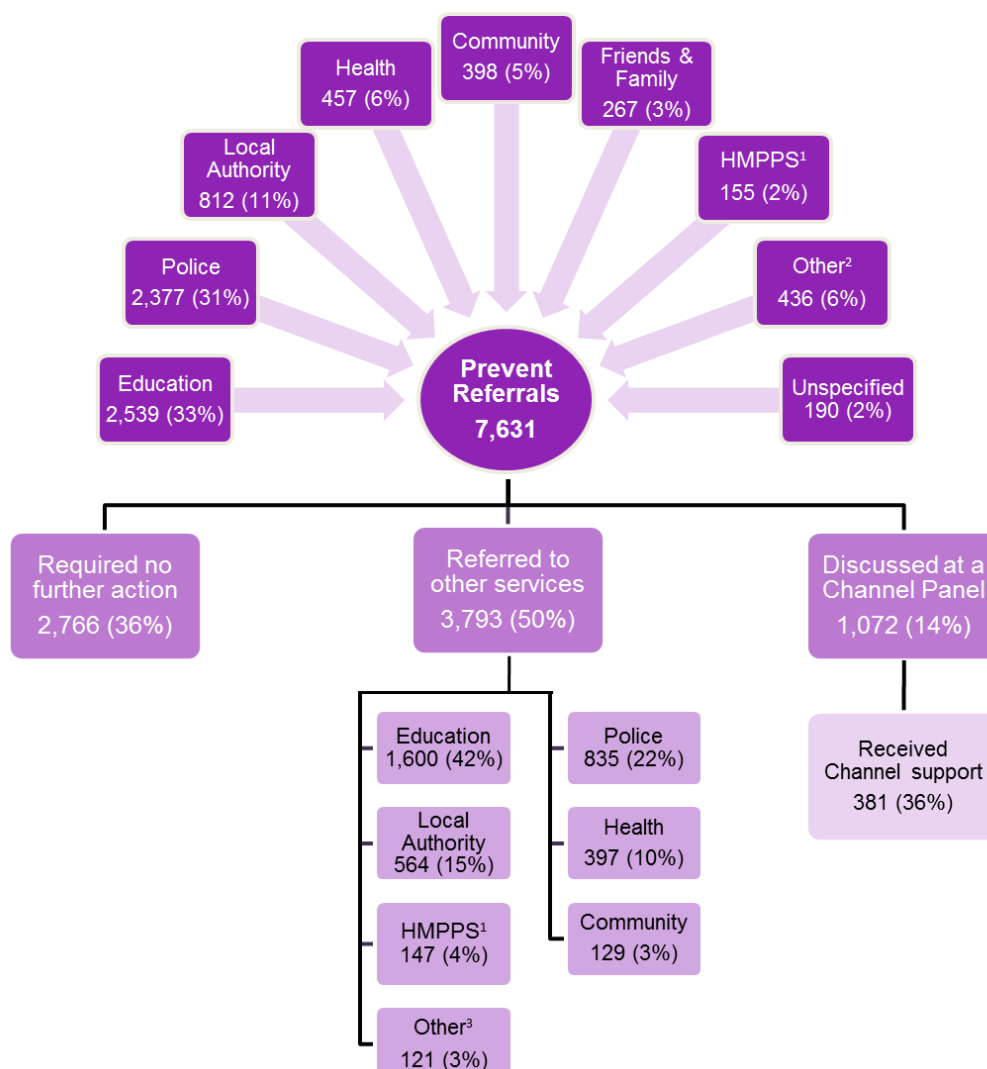 Community
398 (5%)
Health
457 (6%)
Friends &
Family
267 (3%)
Local
Authority
812 (11%)
HMPPS¹
155 (2%)
Police
2,377 (31%)
Other²
436 (6%)
Education
2,539 (33%)
Prevent
Referrals
7,631
Unspecified
190 (2%)
Required no
further action
2,766 (36%)
Referred to
other services
3,793 (50%)
Discussed at a
Channel Panel
1,072 (14%)
Education
1,600 (42%)
Police
835 (22%)
Received
Channel support
381 (36%)
Local
Authority
564 (15%)
Health
397 (10%)
HMPPS¹
147 (4%)
Community
129 (3%)
Other³
121 (3%)